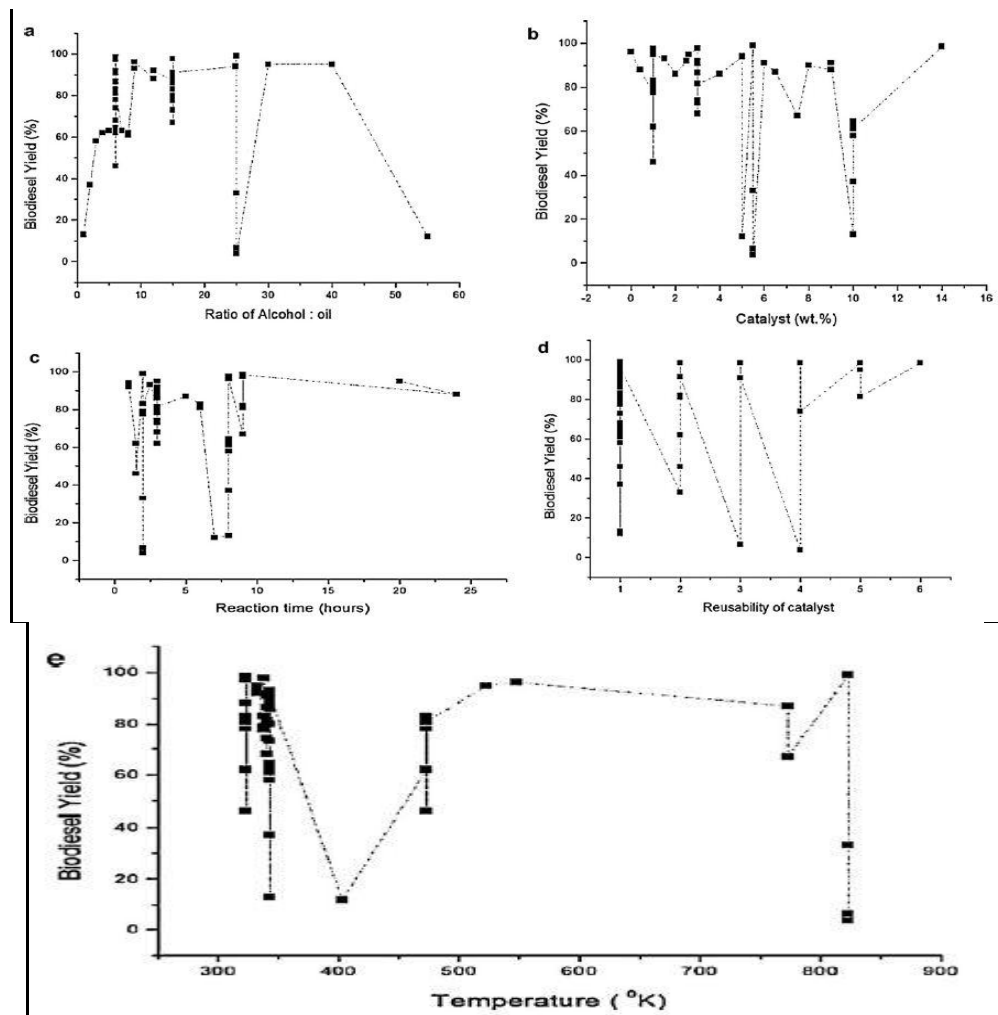 a
100
80
60
40
20
0
Biodiesel Yield (%)
0 10 20 30 40 50 60
Ratio of Alcohol : oil
b
100
80
60
40
20
0
Biodiesel Yield (%)
-2 0 2 4 6 8 10 12 14 16
Catalyst (wt.%)
c
100
80
60
40
20
0
Biodiesel Yield (%)
0 5 10 15 20 25
Reaction time (hours)
d
100
80
60
40
20
0
Biodiesel Yield (%)
1 2 3 4 5 6
Reusability of catalyst
100
80
60
40
20
0
Biodiesel Yield (%)
300 400 500 600 700 800 900
Temperature ( °K)